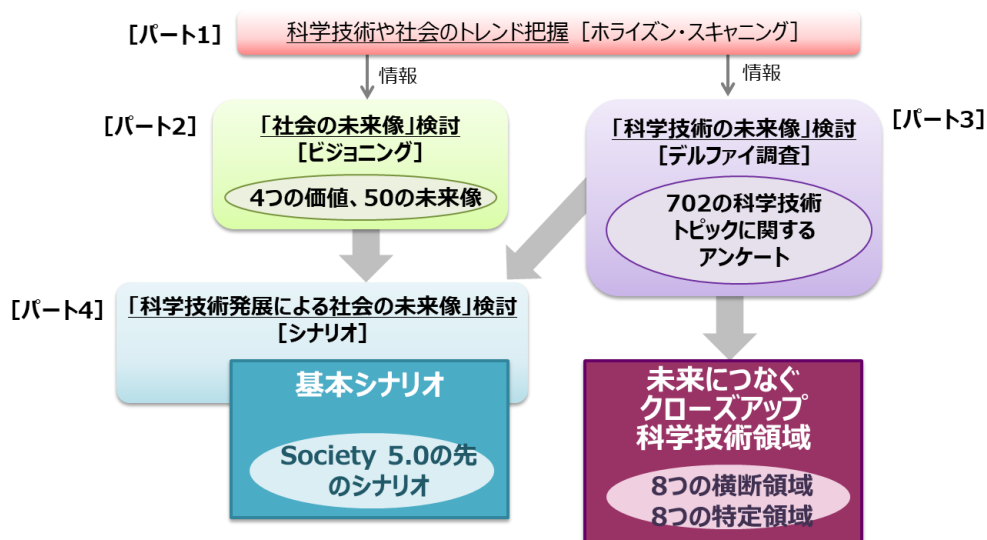 [パート1]
科学技術や社会のトレンド把握［ホライズン・スキャニング］
情報
情報
[パート2]
「社会の未来像」検討
[ビジョニング]
4つの価値、50の未来像
[パート3]
「科学技術の未来像」検討
[デルファイ調査]
702の科学技術
トピックに関する
アンケート
[パート4]
「科学技術発展による社会の未来像」検討
[シナリオ]
基本シナリオ
Society 5.0の先
のシナリオ
未来につなぐ
クローズアップ
科学技術領域
8つの横断領域
8つの特定領域